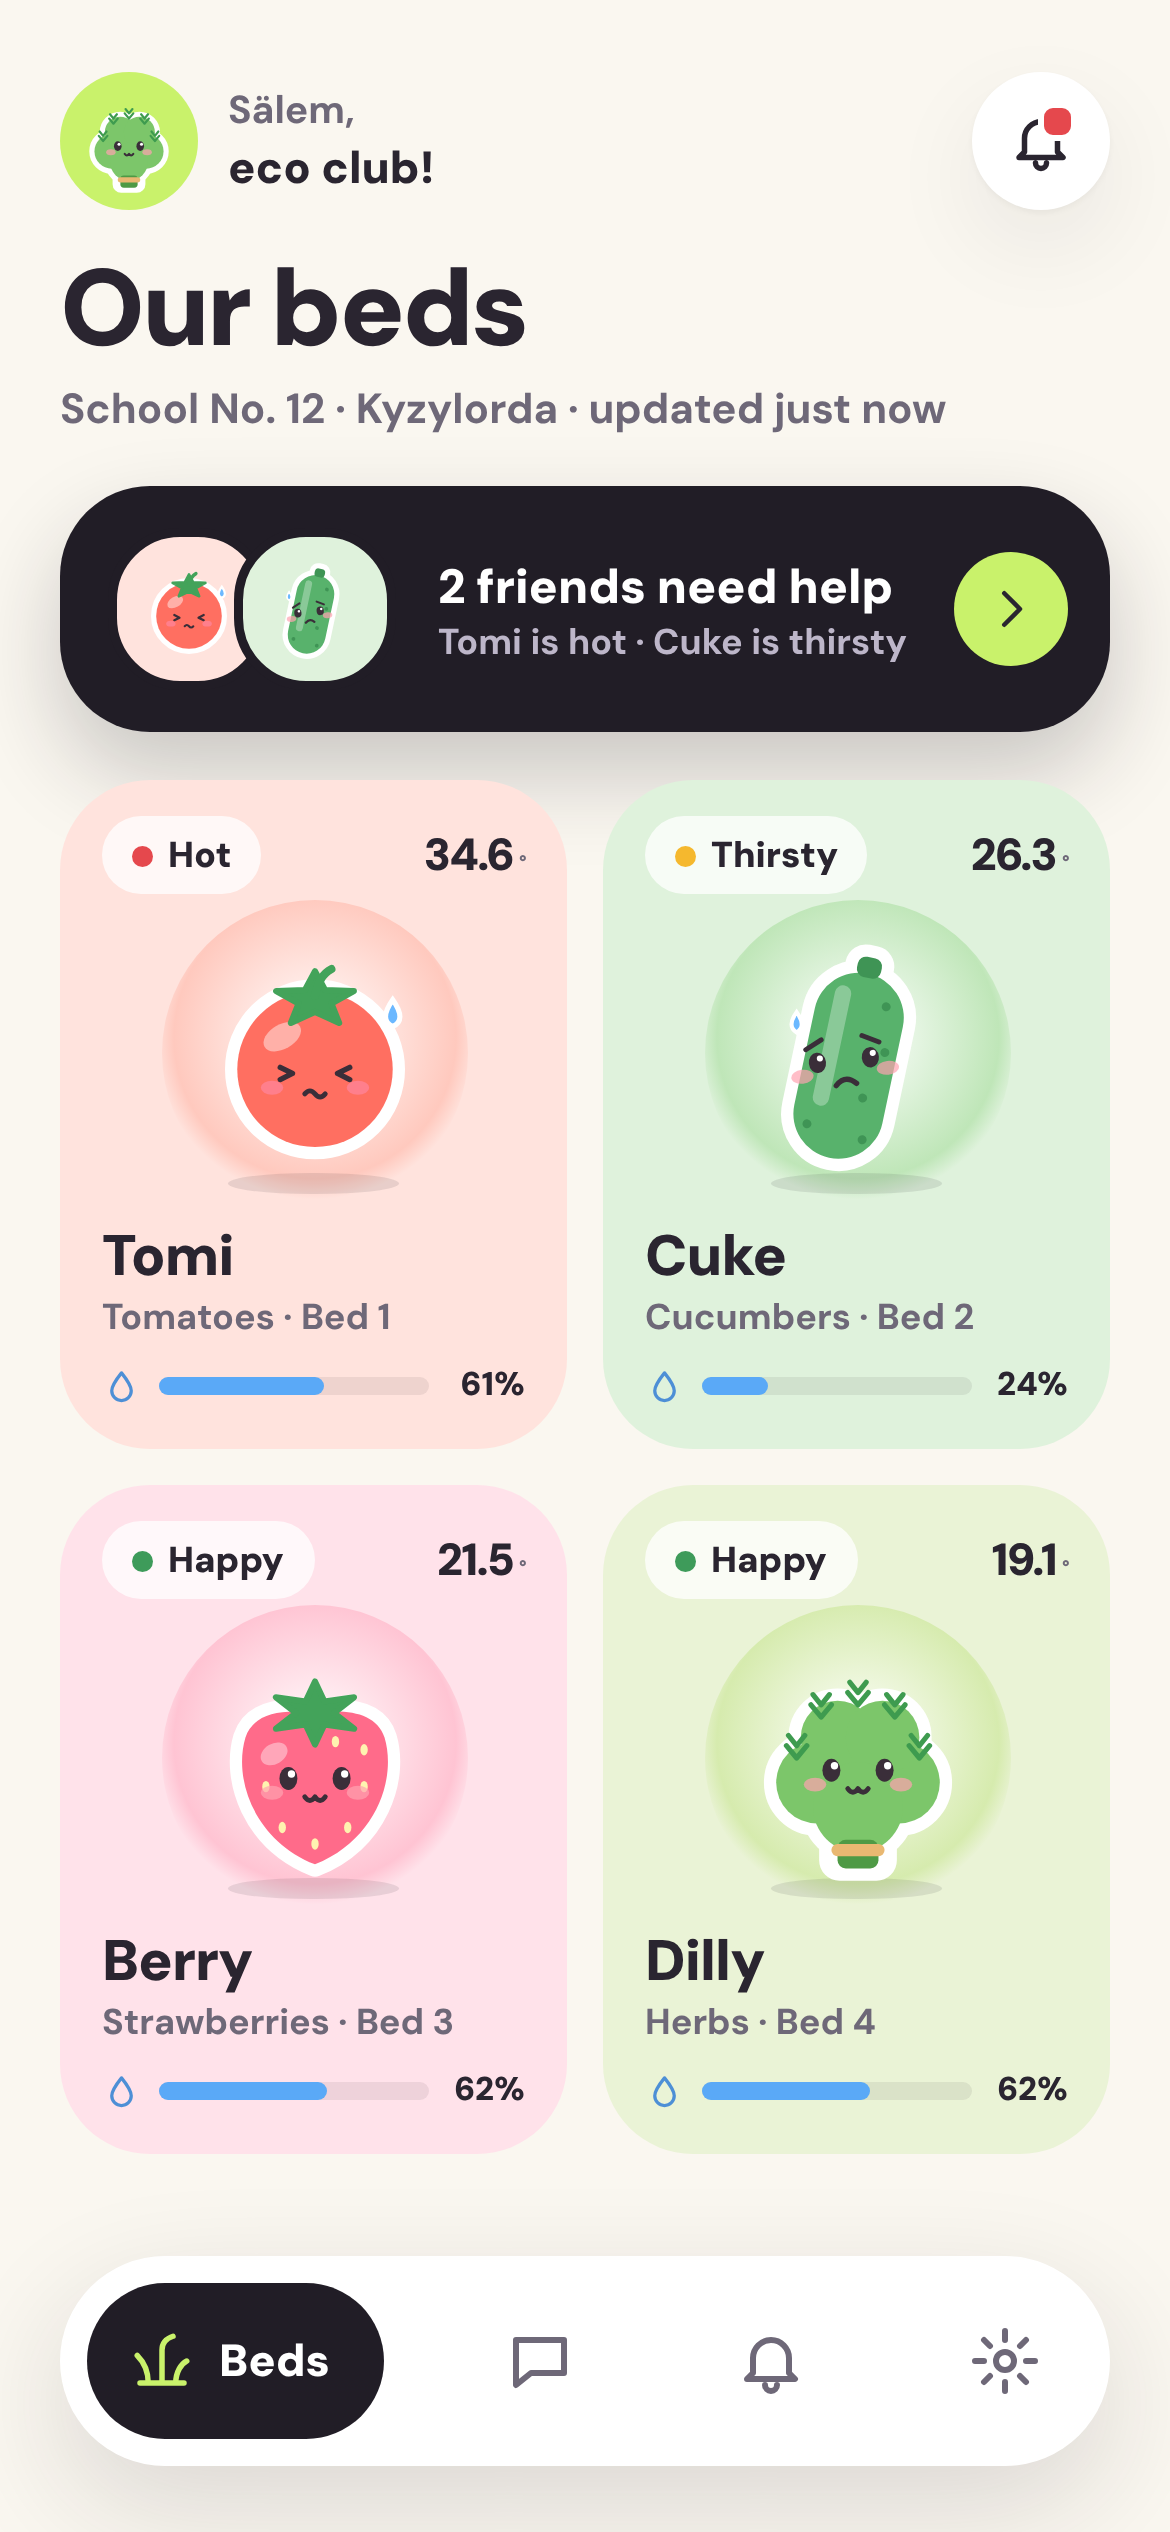 Sälem,
eco club!
Our beds
School No. 12 · Kyzylorda · updated just now
2 friends need help
Tomi is hot · Cuke is thirsty
Hot
34.6°
Thirsty
26.3°
Tomi
Tomatoes · Bed 1
61%
Cuke
Cucumbers · Bed 2
24%
Happy
21.5°
Happy
19.1°
Berry
Strawberries · Bed 3
62%
Dilly
Herbs · Bed 4
62%
Beds